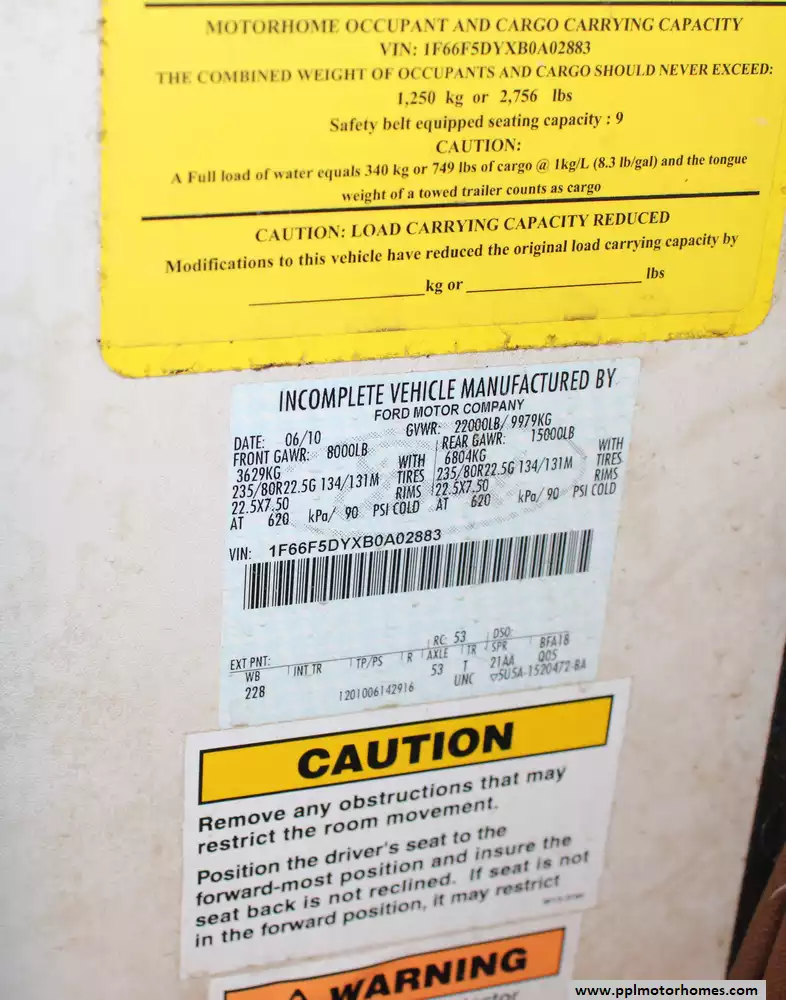 MOTORHOME OCCUPANT AND CARGO CARRYING CAPACITY
VIN: 1F66F5DYXB0A02883
THE COMBINED WEIGHT OF OCCUPANTS AND CARGO SHOULD NEVER EXCEED:
1,250 kg or 2,756 lbs
Safety belt equipped seating capacity : 9
CAUTION:
A Full load of water equals 340 kg or 749 lbs of cargo @ 1kg/L (8.3 lb/gal) and the tongue
weight of a towed trailer counts as cargo
CAUTION: LOAD CARRYING CAPACITY REDUCED
Modifications to this vehicle have reduced the original load carrying capacity by
kg or lbs
INCOMPLETE VEHICLE MANUFACTURED BY
FORD MOTOR COMPANY
DATE: 06/10 GVWR: 22000LB/ 9979KG
FRONT GAWR: 8000LB REAR GAWR: 15000LB
3629KG WITH 6804KG WITH
235/80R22.5G 134/131M TIRES 235/80R22.5G 134/131M TIRES
22.5X7.50 RIMS 22.5X7.50 RIMS
AT 620 kPa/ 90 PSI COLD AT 620 kPa/ 90 PSI COLD
VIN: 1F66F5DYXB0A02883
EXT PNT: RC: 53 DSO:
WB INT TR TP/PS R AXLE TR SPR BFA18
228 53 T 21AA Q05
1201006142916 UNC ▽5USA-1520472-BA
CAUTION
Remove any obstructions that may
restrict the room movement.
Position the driver's seat to the
forward-most position and insure the
seat back is not reclined. If seat is not
in the forward position, it may restrict
WARNING
www.pplmotorhomes.com